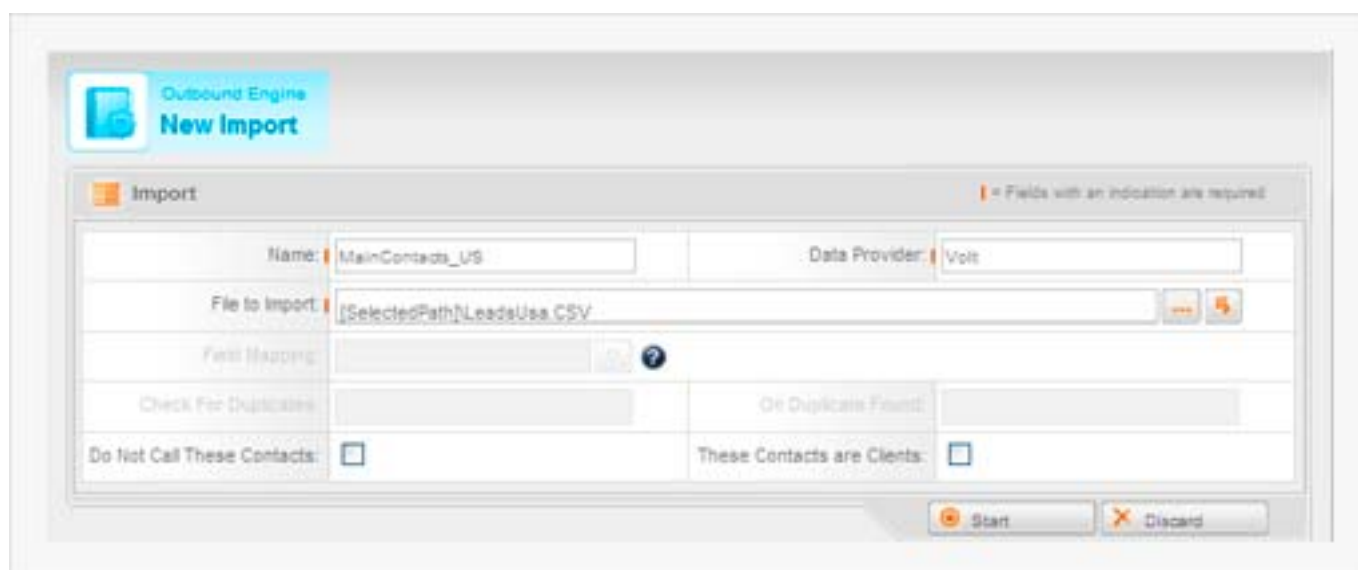 Outbound Engine
New Import
Import
= Fields with an indication are required
Name: MainContacts_US Data Provider: Volt
File to Import: [SelectedPath]\LeadsUsa.CSV ...
Field Mapping: ?
Check For Duplicates: On Duplicate Found:
Do Not Call These Contacts: These Contacts are Clients:
Start Discard